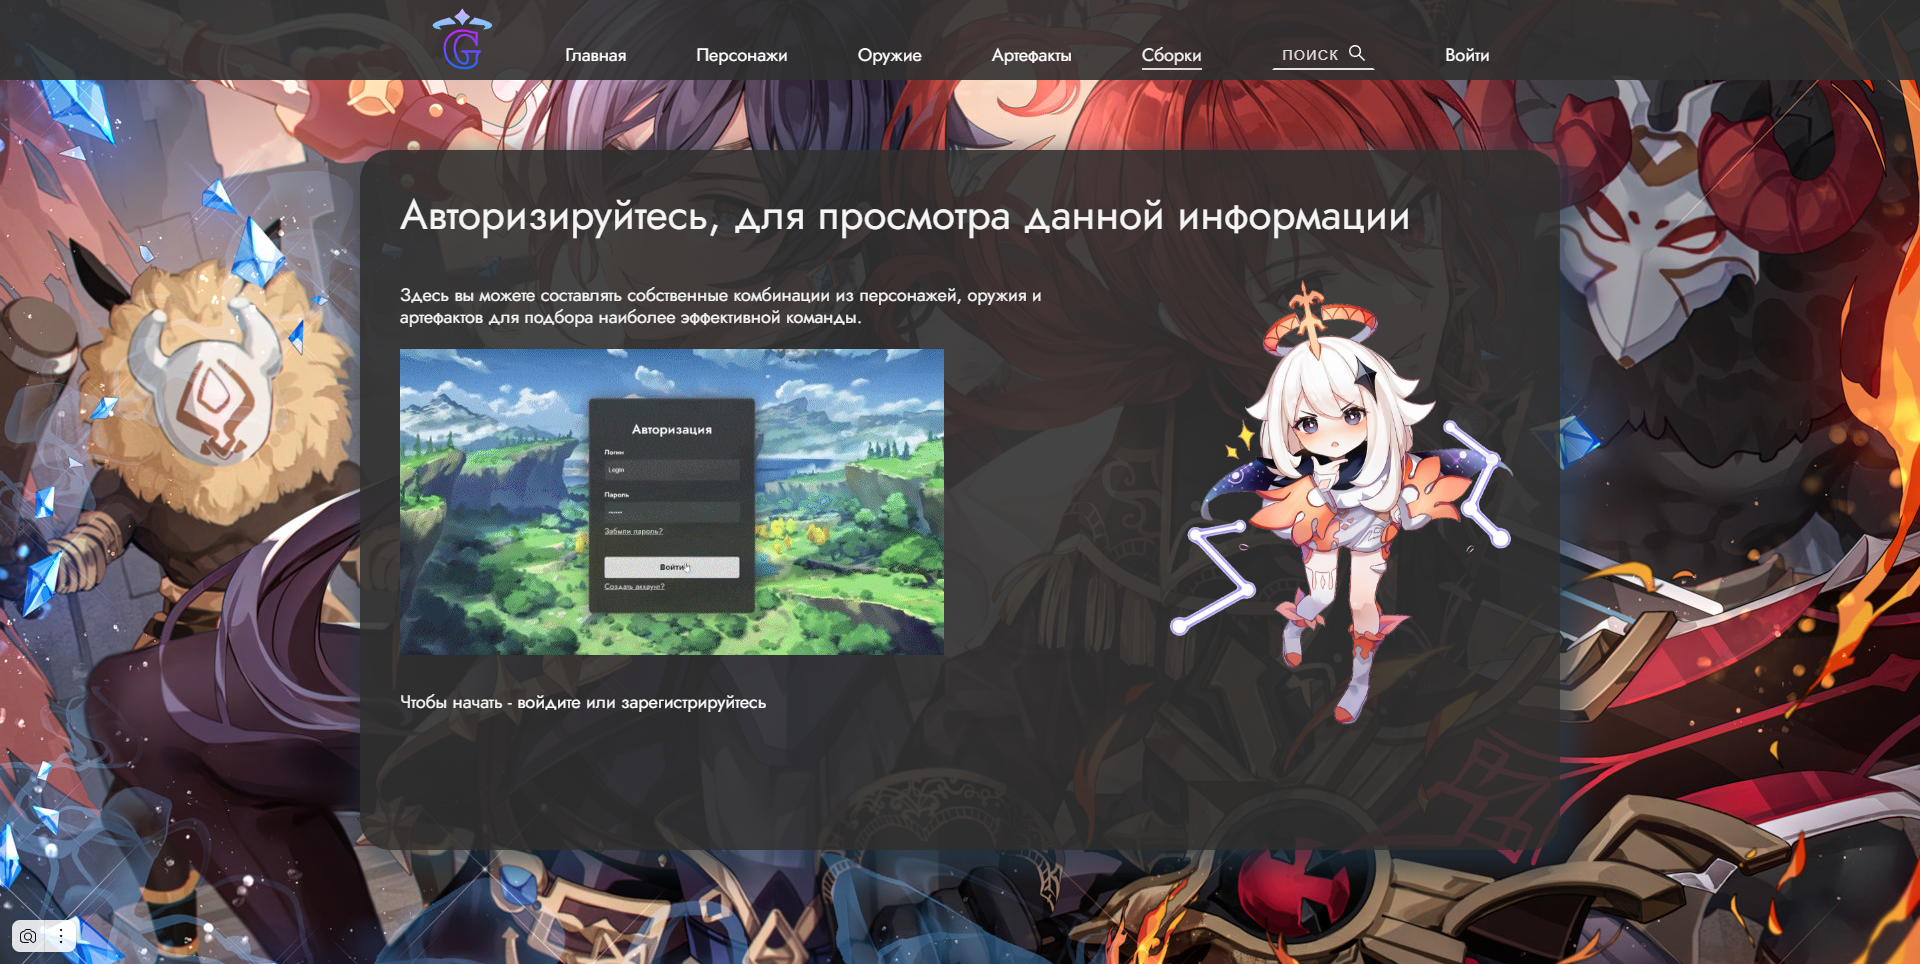 G
Главная Персонажи Оружие Артефакты Сборки ПОИСК Войти
Авторизируйтесь, для просмотра данной информации
Здесь вы можете составлять собственные комбинации из персонажей, оружия и
артефактов для подбора наиболее эффективной команды.
Авторизация
Логин
Login
Пароль
Забыли пароль?
Войти
Создать аккаунт?
Чтобы начать - войдите или зарегистрируйтесь